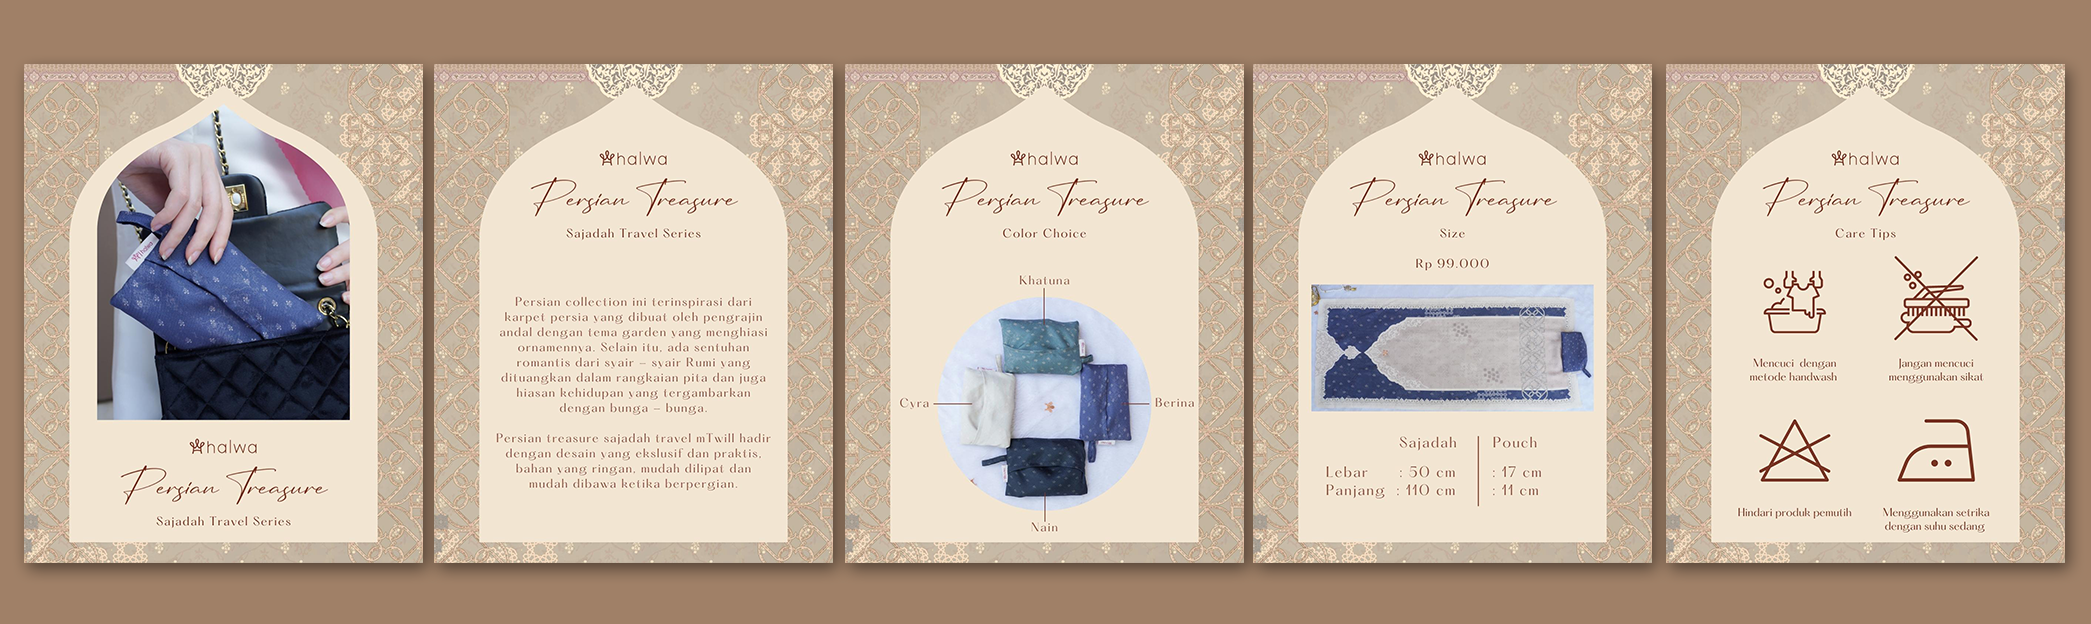 halwa
Persian Treasure
Sajadah Travel Series
halwa
Persian Treasure
Sajadah Travel Series
Persian collection ini terinspirasi dari
karpet persia yang dibuat oleh pengrajin
andal dengan tema garden yang menghiasi
ornamennya. Selain itu, ada sentuhan
romantis dari syair – syair Rumi yang
dituangkan dalam rangkaian pita dan juga
hiasan kehidupan yang tergambarkan
dengan bunga – bunga.
Persian treasure sajadah travel mTwill hadir
dengan desain yang ekslusif dan praktis,
bahan yang ringan, mudah dilipat dan
mudah dibawa ketika berpergian.
halwa
Persian Treasure
Color Choice
Khatuna
Cyra
Berina
Nain
halwa
Persian Treasure
Size
Rp 99.000
Sajadah Pouch
Lebar : 50 cm : 17 cm
Panjang : 110 cm : 11 cm
halwa
Persian Treasure
Care Tips
Mencuci dengan
metode handwash
Jangan mencuci
menggunakan sikat
Hindari produk pemutih
Menggunakan setrika
dengan suhu sedang